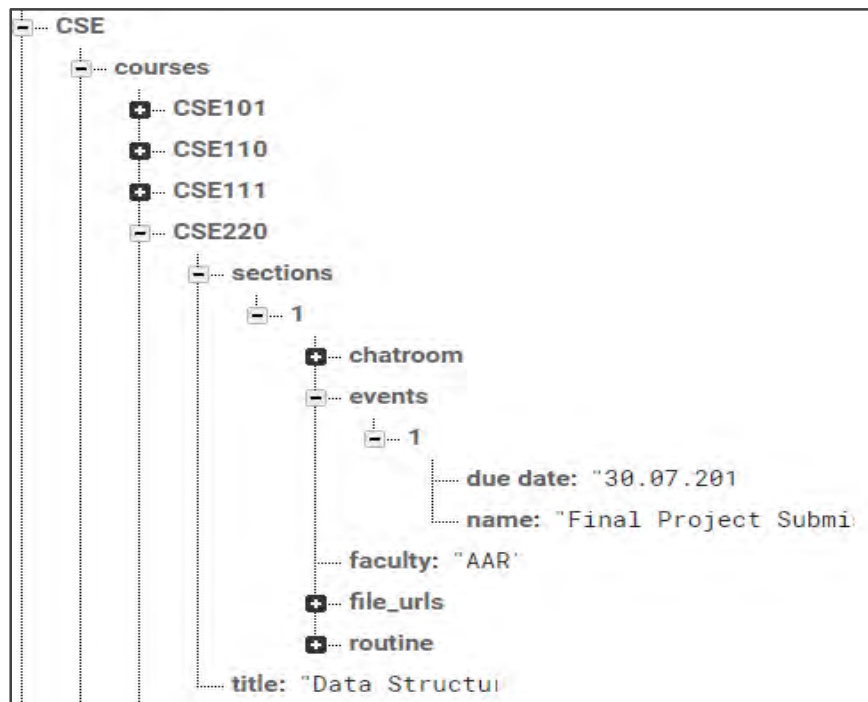 CSE
courses
CSE101
CSE110
CSE111
CSE220
sections
1
chatroom
events
1
due date: "30.07.201
name: "Final Project Submi
faculty: "AAR"
file_urls
routine
title: "Data Structu